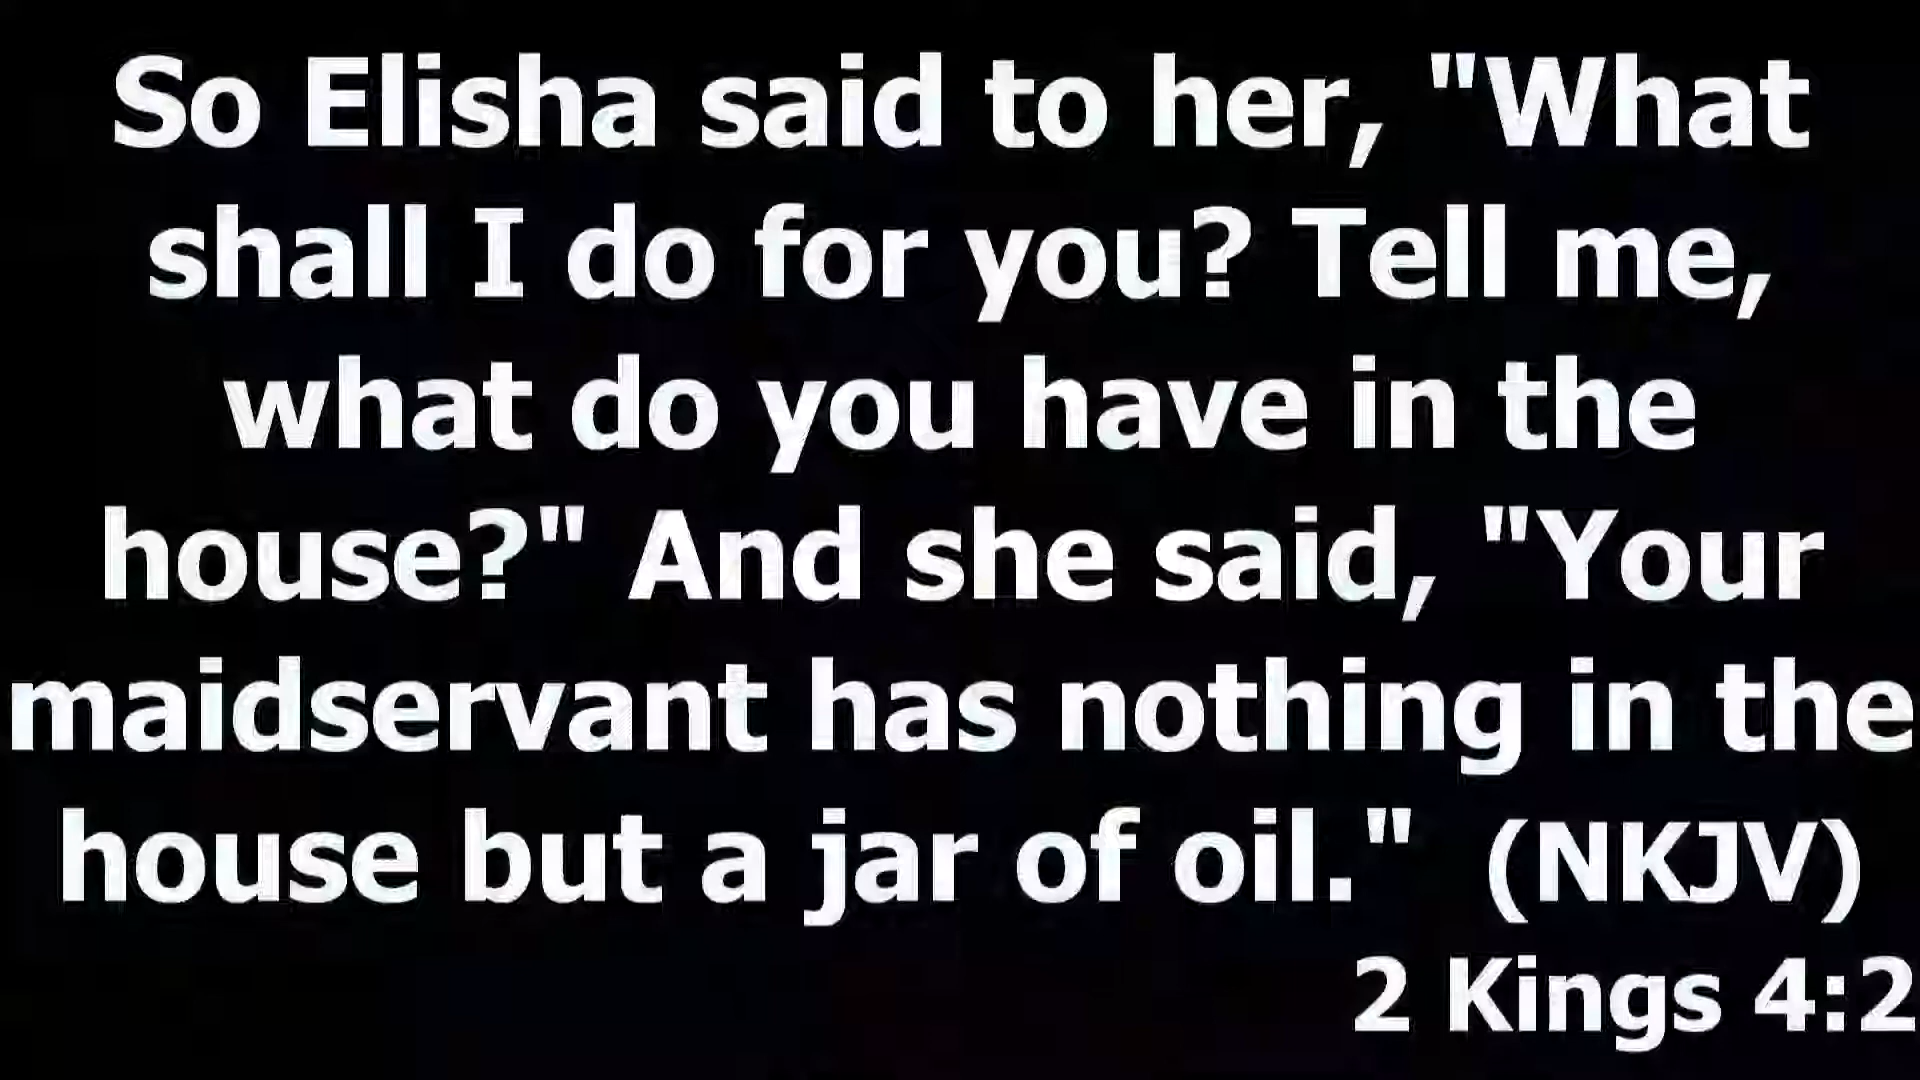 So Elisha said to her, "What
shall I do for you? Tell me,
what do you have in the
house?" And she said, "Your
maidservant has nothing in the
house but a jar of oil." (NKJV)
2 Kings 4:2